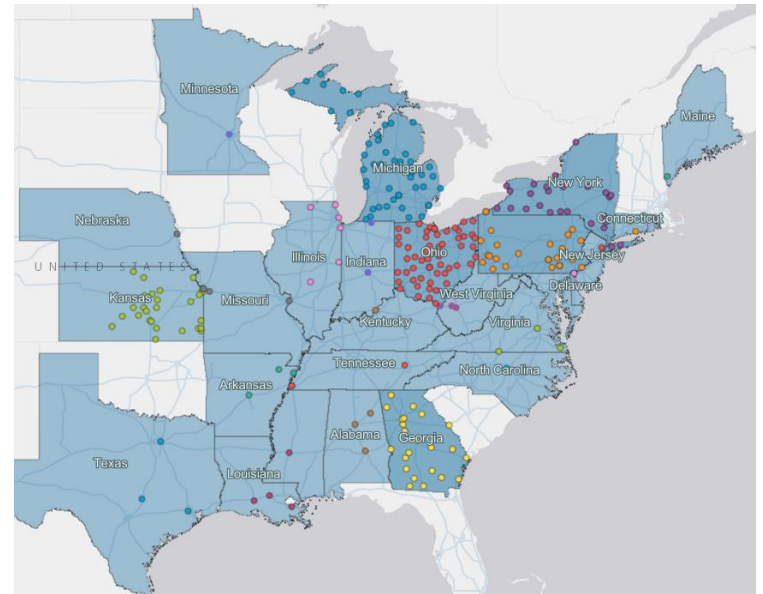 Minnesota
Maine
Michigan
New York
Nebraska
Connecticut
Ohio
New Jersey
UNITED STATES
Illinois
Indiana
Delaware
Kansas
Missouri
West Virginia
Kentucky
Virginia
Tennessee
North Carolina
Arkansas
Alabama
Georgia
Texas
Louisiana